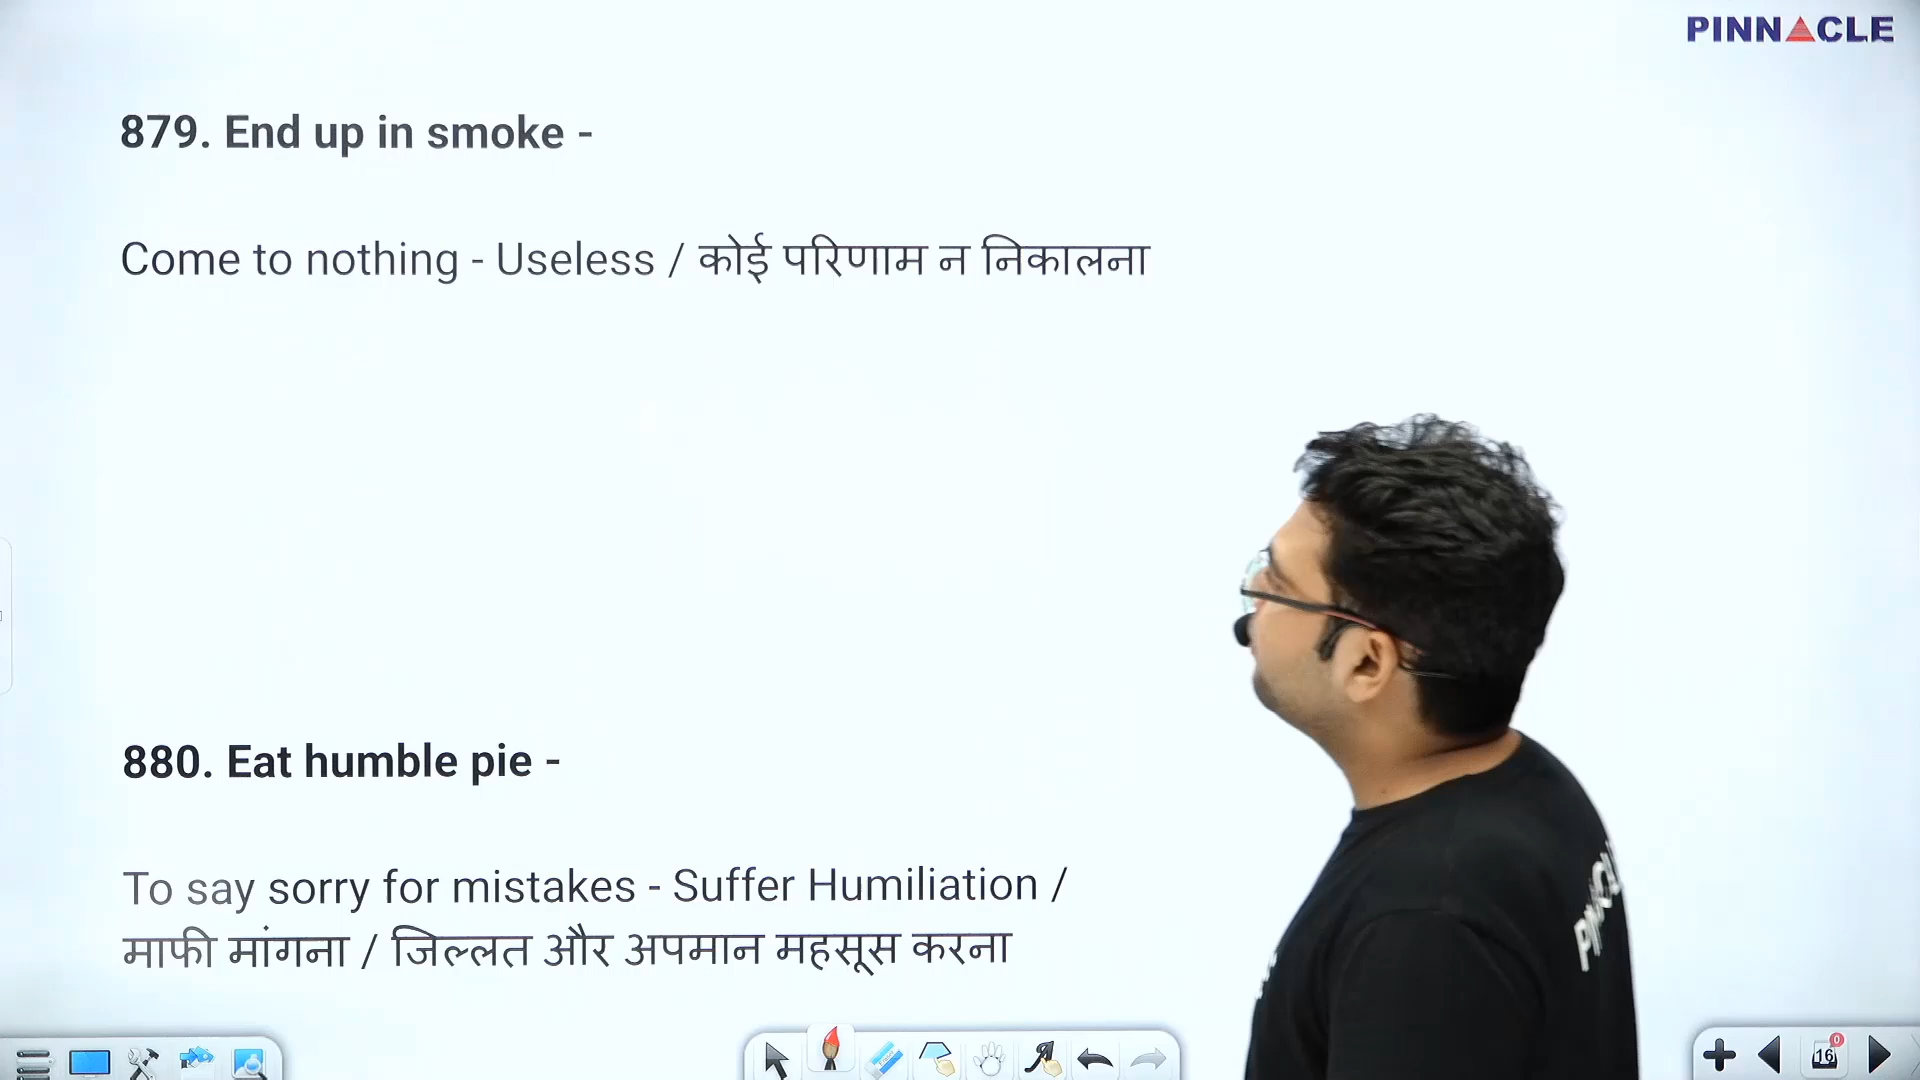 PINNACLE
879. End up in smoke -
Come to nothing - Useless / कोई परिणाम न निकालना
880. Eat humble pie -
To say sorry for mistakes - Suffer Humiliation /
माफी मांगना / जिल्लत और अपमान महसूस करना
0
16